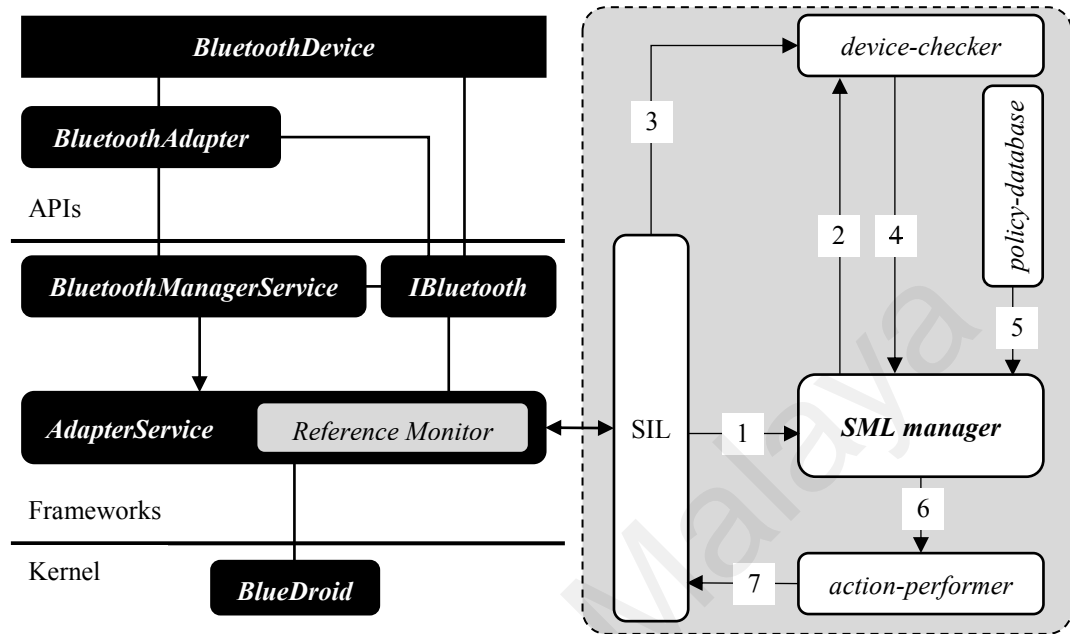 BluetoothDevice
BluetoothAdapter
APIs
BluetoothManagerService
IBluetooth
AdapterService
Reference Monitor
Frameworks
Kernel
BlueDroid
device-checker
3
policy-database
2
4
5
SIL
1
SML manager
6
7
action-performer
Malaya